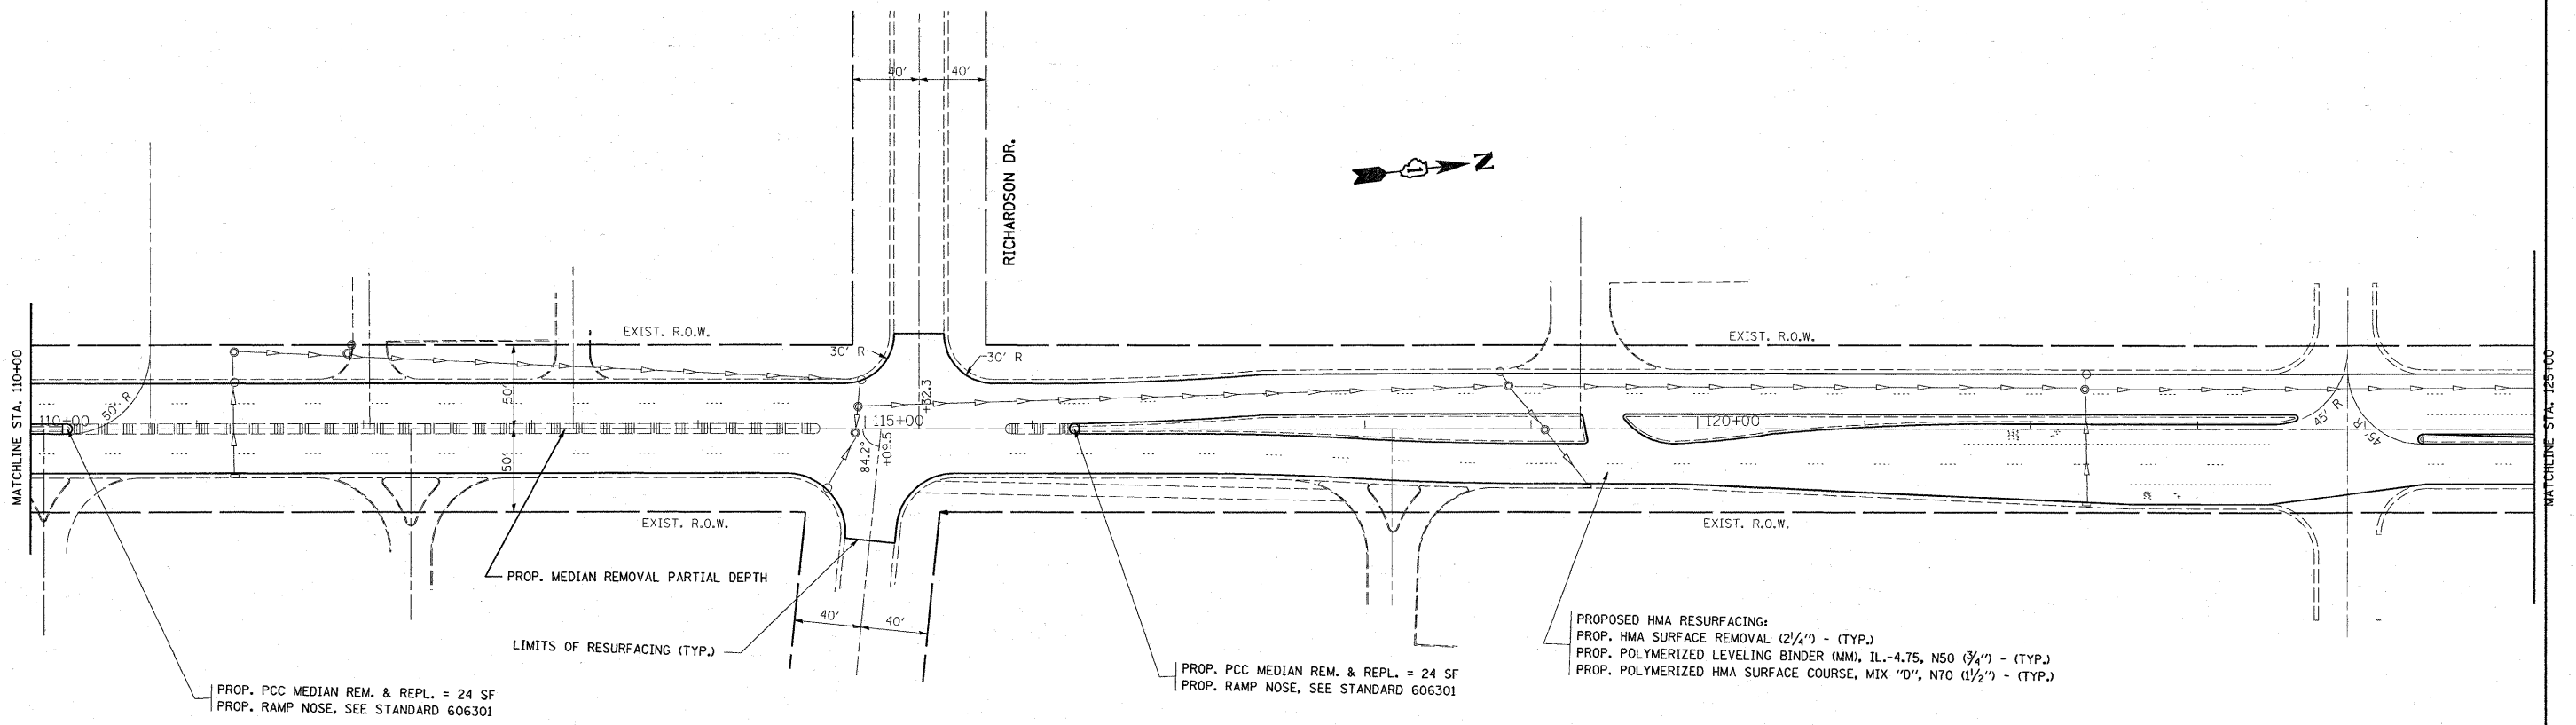 40' 40'
RICHARDSON DR.
N
EXIST. R.O.W.
EXIST. R.O.W.
30' R
30' R
MATCHLINE STA. 110+00
MATCHLINE STA. 125+00
50'
+32.3
50' R
110+00
115+00
120+00
45' R
45' R
84.2°
+09.5
50'
EXIST. R.O.W.
EXIST. R.O.W.
PROP. MEDIAN REMOVAL PARTIAL DEPTH
40' 40'
LIMITS OF RESURFACING (TYP.)
PROPOSED HMA RESURFACING:
PROP. HMA SURFACE REMOVAL (2 1/4") - (TYP.)
PROP. POLYMERIZED LEVELING BINDER (MM), IL.-4.75, N50 (3/4") - (TYP.)
PROP. POLYMERIZED HMA SURFACE COURSE, MIX "D", N70 (1 1/2") - (TYP.)
PROP. PCC MEDIAN REM. & REPL. = 24 SF
PROP. RAMP NOSE, SEE STANDARD 606301
PROP. PCC MEDIAN REM. & REPL. = 24 SF
PROP. RAMP NOSE, SEE STANDARD 606301